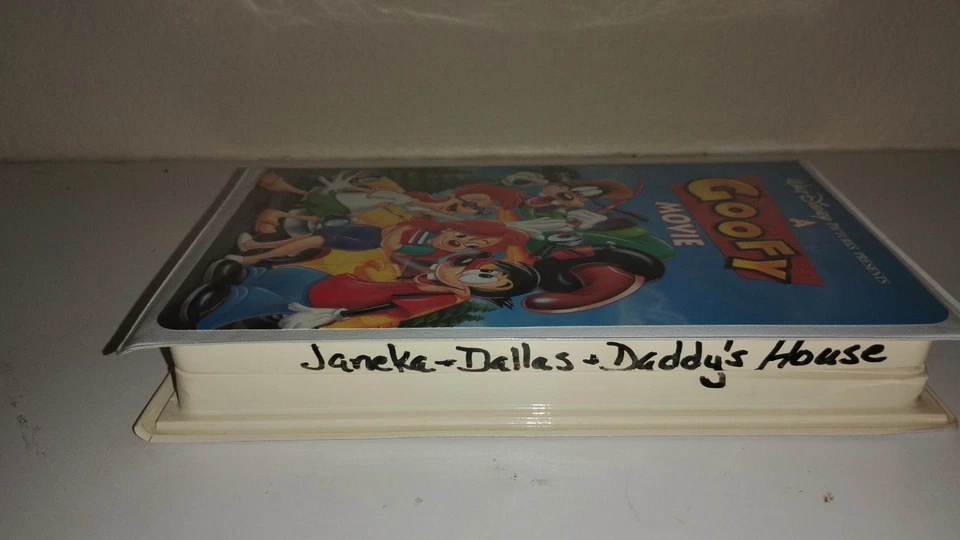 WALT DISNEY PICTURES PRESENTS
A
GOOFY
MOVIE
Janeka + Dallas + Daddy's House